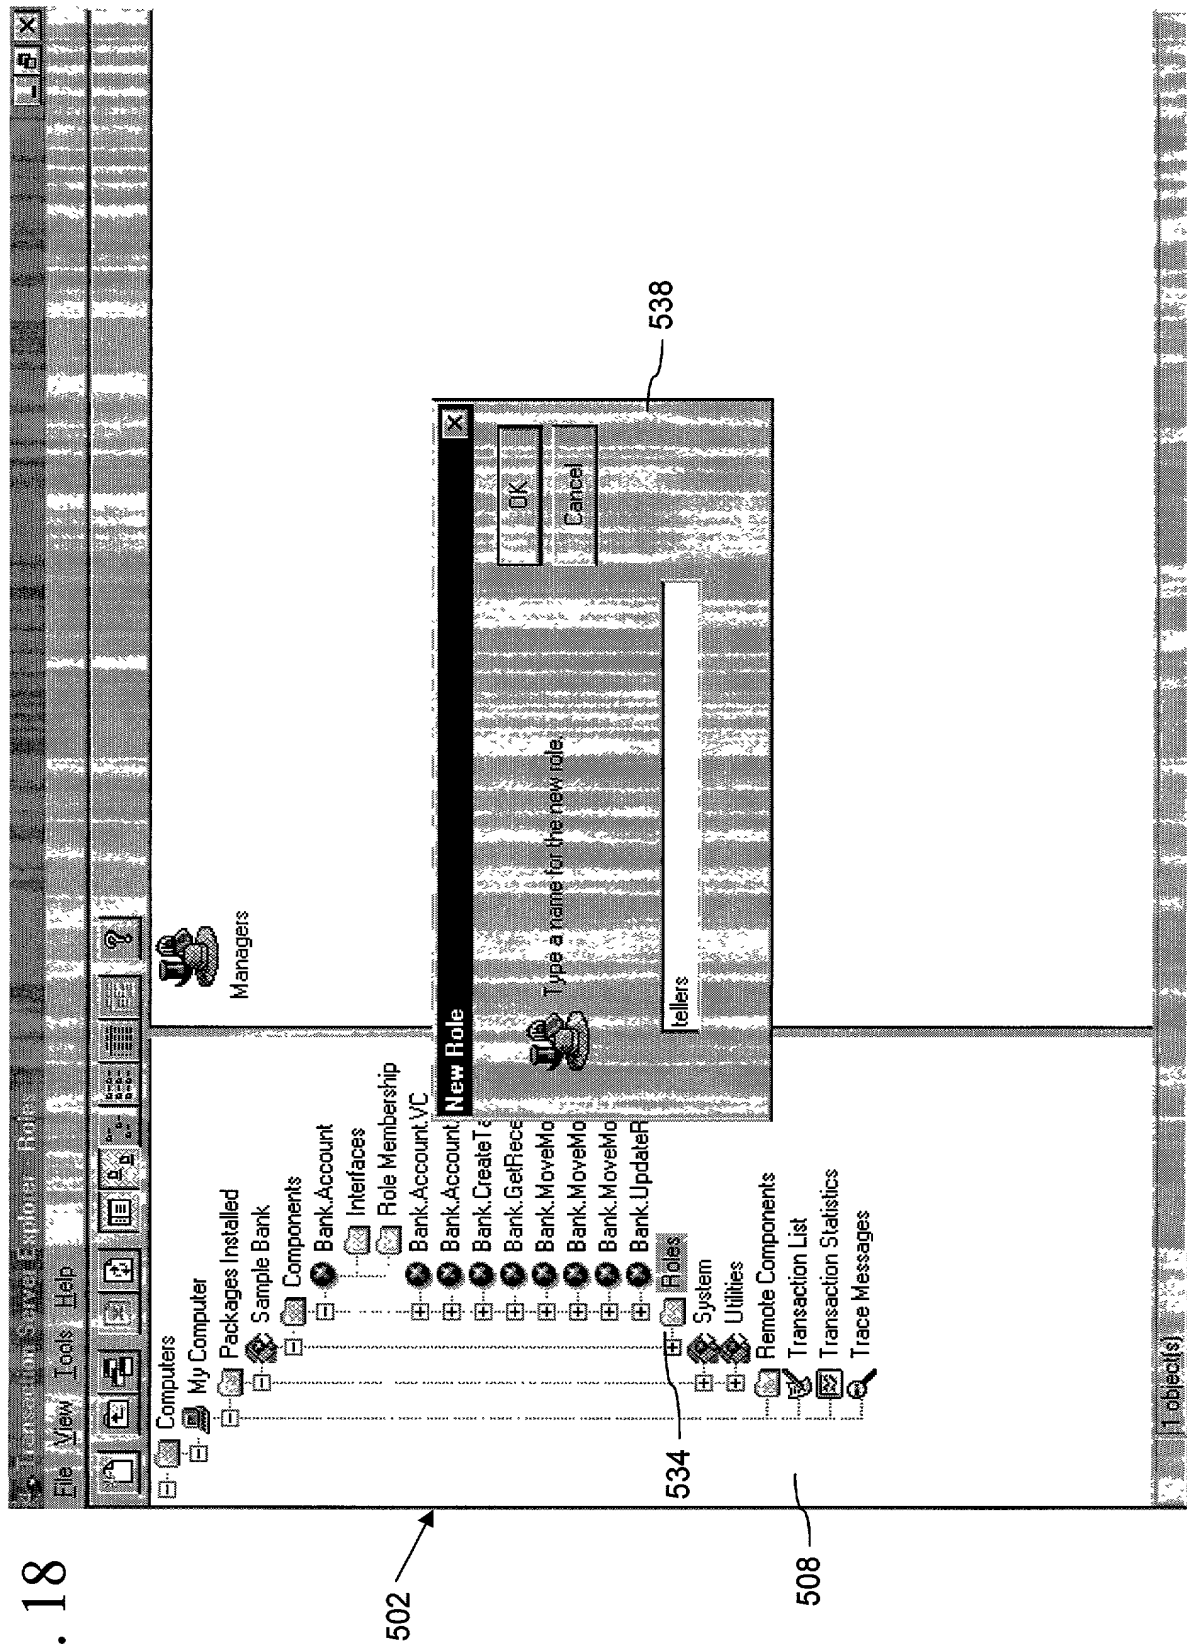 . 18
Transaction Server Explorer - Roles
File View Tools Help
Computers
My Computer
Packages Installed
Sample Bank
Components
Bank.Account
Interfaces
Role Membership
Bank.Account.VC
Bank.Account
Bank.CreateTa
Bank.GetRece
Bank.MoveMo
Bank.MoveMo
Bank.MoveMo
Bank.UpdateR
Roles
System
Utilities
Remote Components
Transaction List
Transaction Statistics
Trace Messages
Managers
New Role
Type a name for the new role.
tellers
OK
Cancel
1 object(s)
502
508
534
538